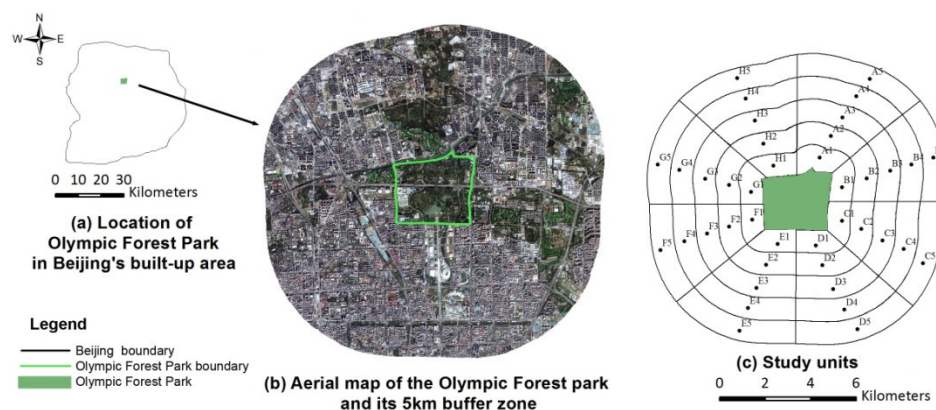 N
W E
S
0 10 20 30
Kilometers
(a) Location of
Olympic Forest Park
in Beijing's built-up area
Legend
Beijing boundary
Olympic Forest Park boundary
Olympic Forest Park
(b) Aerial map of the Olympic Forest park
and its 5km buffer zone
H5 A5
H4 A4
H3 A3
H2 A2
H1 A1
G5 G4 G3 G2 G1 B1 B2 B3 B4
F5 F4 F3 F2 F1 C1 C2 C3 C4 C5
E1 D1
E2 D2
E3 D3
E4 D4
E5 D5
(c) Study units
0 2 4 6
Kilometers